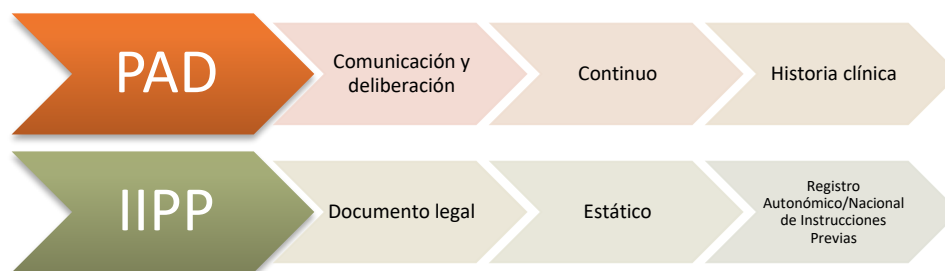 PAD
Comunicación y
deliberación
Continuo
Historia clínica
IIPP
Documento legal
Estático
Registro
Autonómico/Nacional
de Instrucciones
Previas